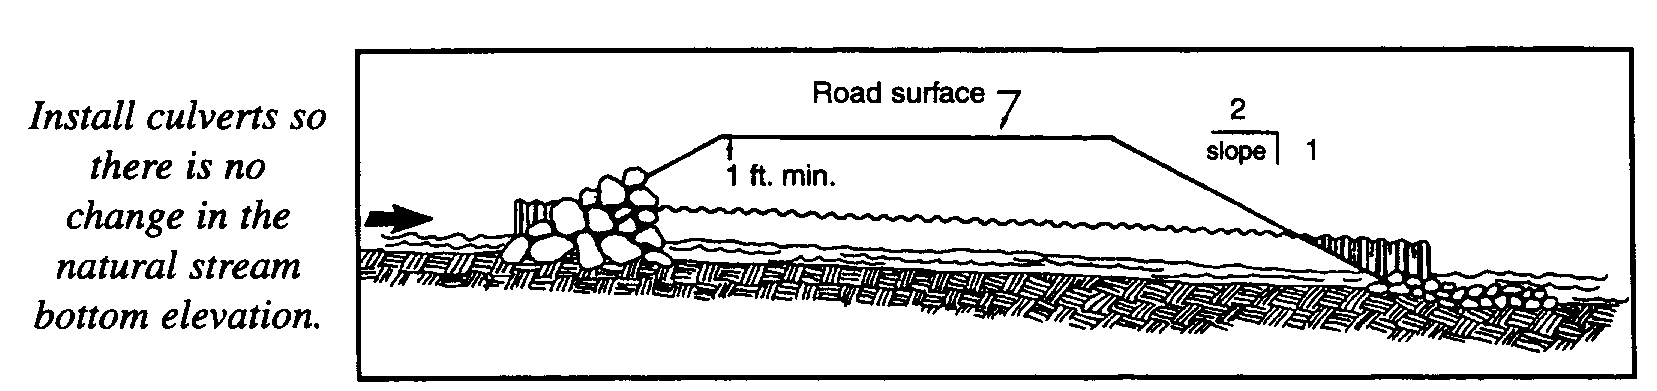 Install culverts so
there is no
change in the
natural stream
bottom elevation.
Road surface
1 ft. min.
2
slope 1